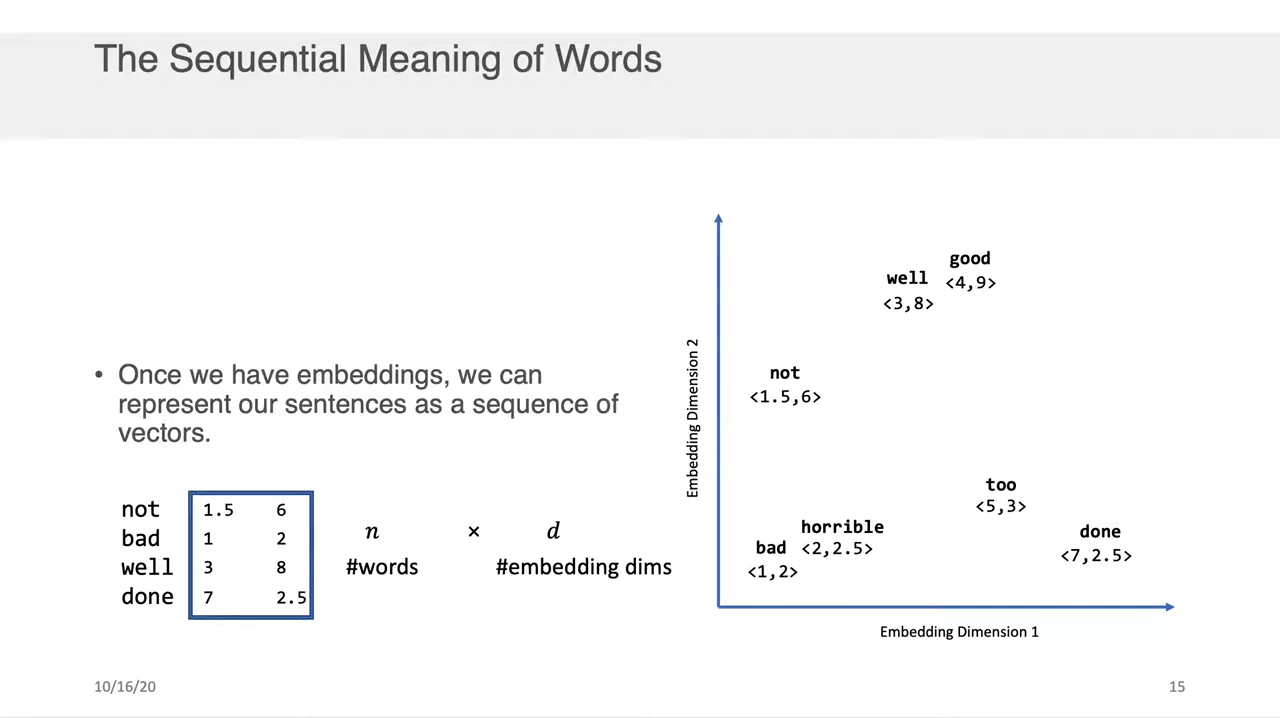 The Sequential Meaning of Words
• Once we have embeddings, we can
represent our sentences as a sequence of
vectors.
not 1.5 6
bad 1 2
well 3 8
done 7 2.5
n × d
#words #embedding dims
Embedding Dimension 2
good
<4,9>
well
<3,8>
not
<1.5,6>
too
<5,3>
horrible
<2,2.5>
bad
<1,2>
done
<7,2.5>
Embedding Dimension 1
10/16/20
15